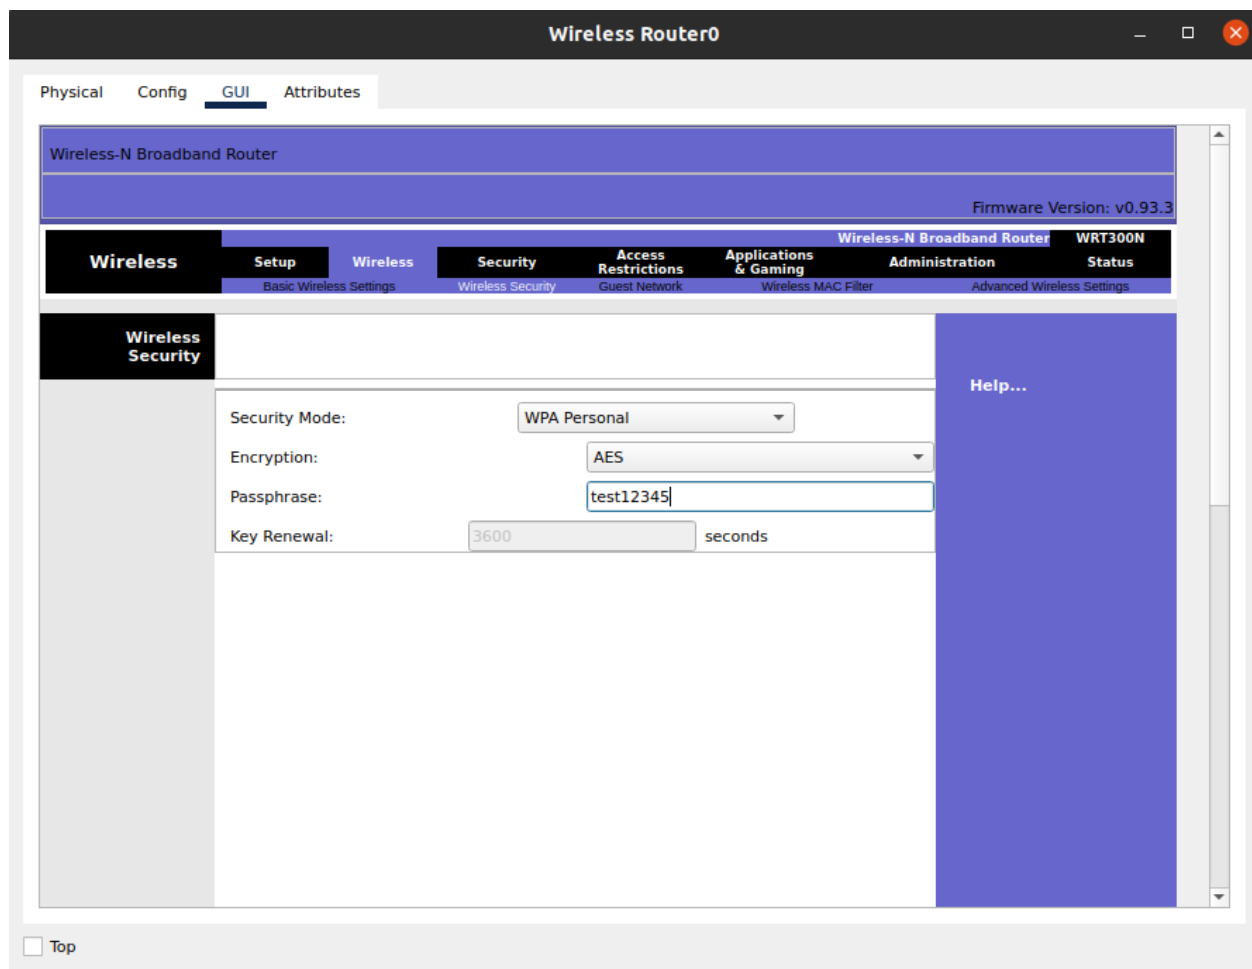 Wireless Router0
Physical Config GUI Attributes
Wireless-N Broadband Router
Firmware Version: v0.93.3
Wireless-N Broadband Router WRT300N
Wireless Setup Wireless Security Access Restrictions Applications & Gaming Administration Status
Basic Wireless Settings Wireless Security Guest Network Wireless MAC Filter Advanced Wireless Settings
Wireless
Security
Help...
Security Mode: WPA Personal
Encryption: AES
Passphrase: test12345
Key Renewal: 3600 seconds
Top